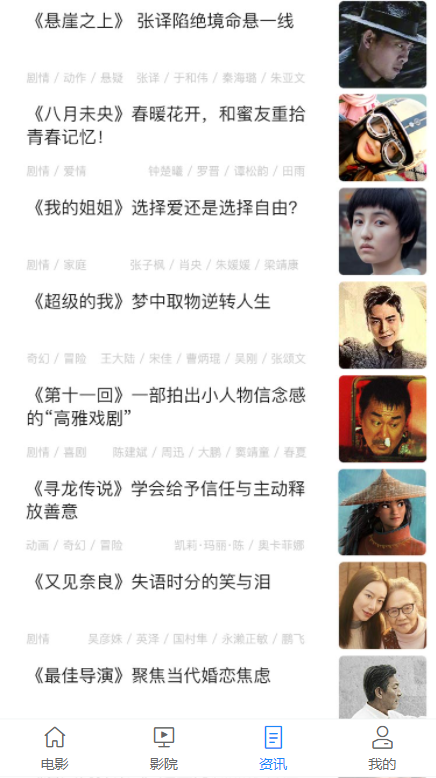 《悬崖之上》 张译陷绝境命悬一线
剧情 / 动作 / 悬疑 张译 / 于和伟 / 秦海璐 / 朱亚文
《八月未央》春暖花开，和蜜友重拾
青春记忆！
剧情 / 爱情 钟楚曦 / 罗晋 / 谭松韵 / 田雨
《我的姐姐》选择爱还是选择自由？
剧情 / 家庭 张子枫 / 肖央 / 朱媛媛 / 梁靖康
《超级的我》梦中取物逆转人生
奇幻 / 冒险 王大陆 / 宋佳 / 曹炳琨 / 吴刚 / 张颂文
《第十一回》一部拍出小人物信念感
的“高雅戏剧”
剧情 / 喜剧 陈建斌 / 周迅 / 大鹏 / 窦靖童 / 春夏
《寻龙传说》学会给予信任与主动释
放善意
动画 / 奇幻 / 冒险 凯莉·玛丽·陈 / 奥卡菲娜
《又见奈良》失语时分的笑与泪
剧情 吴彦姝 / 英泽 / 国村隼 / 永濑正敏 / 鹏飞
《最佳导演》聚焦当代婚恋焦虑
电影 影院 资讯 我的